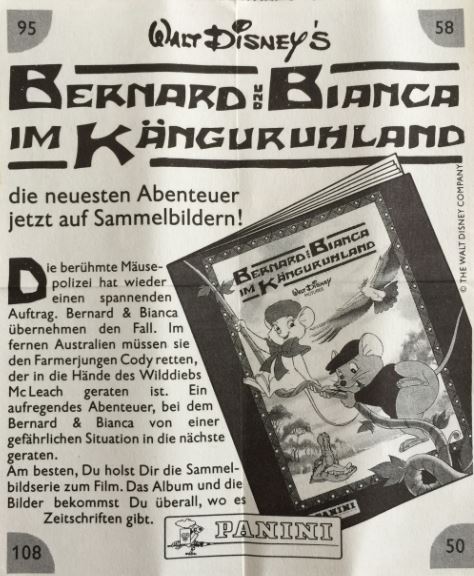 95
58
WALT DISNEY'S
BERNARD UND BIANCA
IM KÄNGURUHLAND
die neuesten Abenteuer
jetzt auf Sammelbildern!
© THE WALT DISNEY COMPANY
Die berühmte Mäuse-
polizei hat wieder
einen spannenden
Auftrag. Bernard & Bianca
übernehmen den Fall. Im
fernen Australien müssen sie
den Farmerjungen Cody retten,
der in die Hände des Wilddiebs
McLeach geraten ist. Ein
aufregendes Abenteuer, bei dem
Bernard & Bianca von einer
gefährlichen Situation in die nächste
geraten.
Am besten, Du holst Dir die Sammel-
bildserie zum Film. Das Album und die
Bilder bekommst Du überall, wo es
Zeitschriften gibt.
BERNARD UND BIANCA
IM KÄNGURUHLAND
WALT DISNEY
PICTURES
PANINI
PANINI
108
50